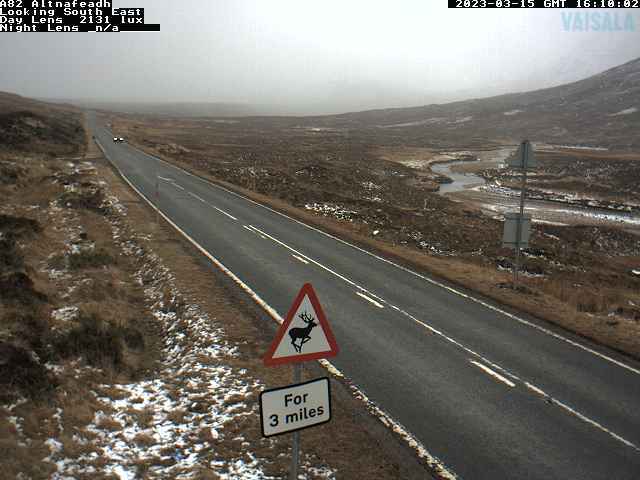 A82 Altnafeadh
Looking South East
Day Lens 2131 lux
Night Lens n/a
2023-03-15 GMT 16:10:02
VAISALA
For
3 miles